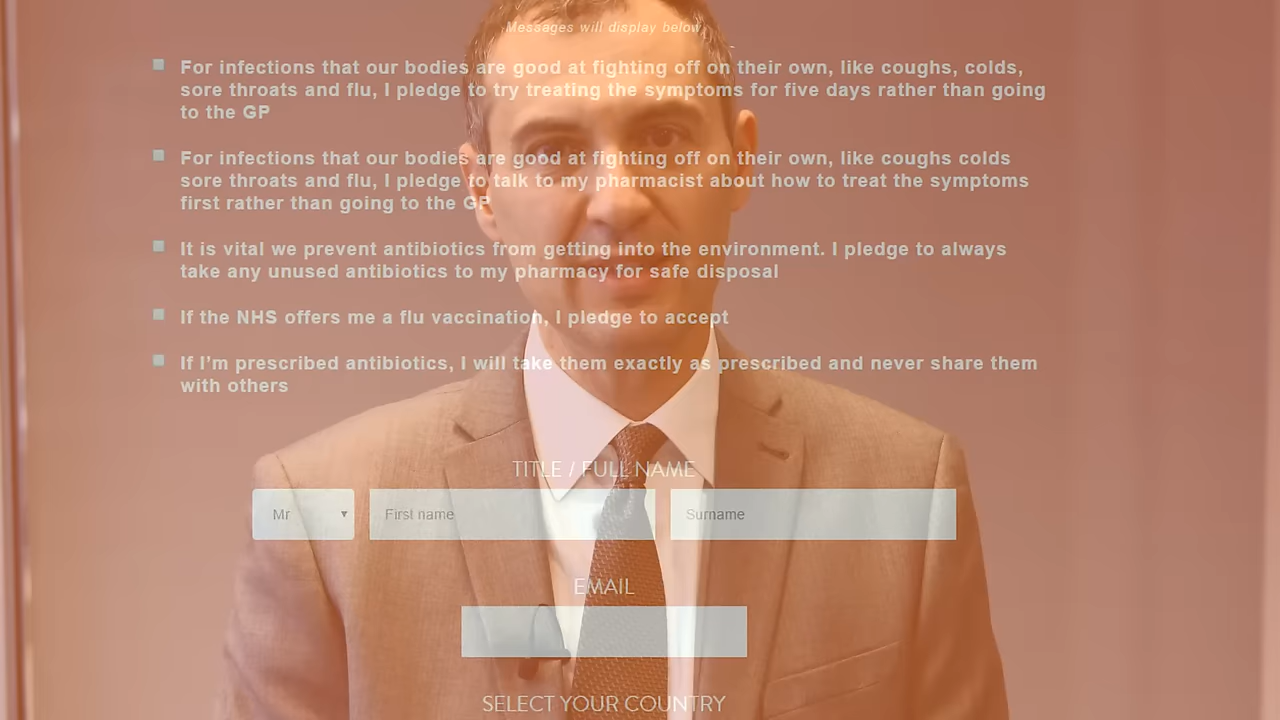 Messages will display below
For infections that our bodies are good at fighting off on their own, like coughs, colds,
sore throats and flu, I pledge to try treating the symptoms for five days rather than going
to the GP
For infections that our bodies are good at fighting off on their own, like coughs colds
sore throats and flu, I pledge to talk to my pharmacist about how to treat the symptoms
first rather than going to the GP
It is vital we prevent antibiotics from getting into the environment. I pledge to always
take any unused antibiotics to my pharmacy for safe disposal
If the NHS offers me a flu vaccination, I pledge to accept
If I'm prescribed antibiotics, I will take them exactly as prescribed and never share them
with others
TITLE / FULL NAME
Mr First name Surname
EMAIL
SELECT YOUR COUNTRY